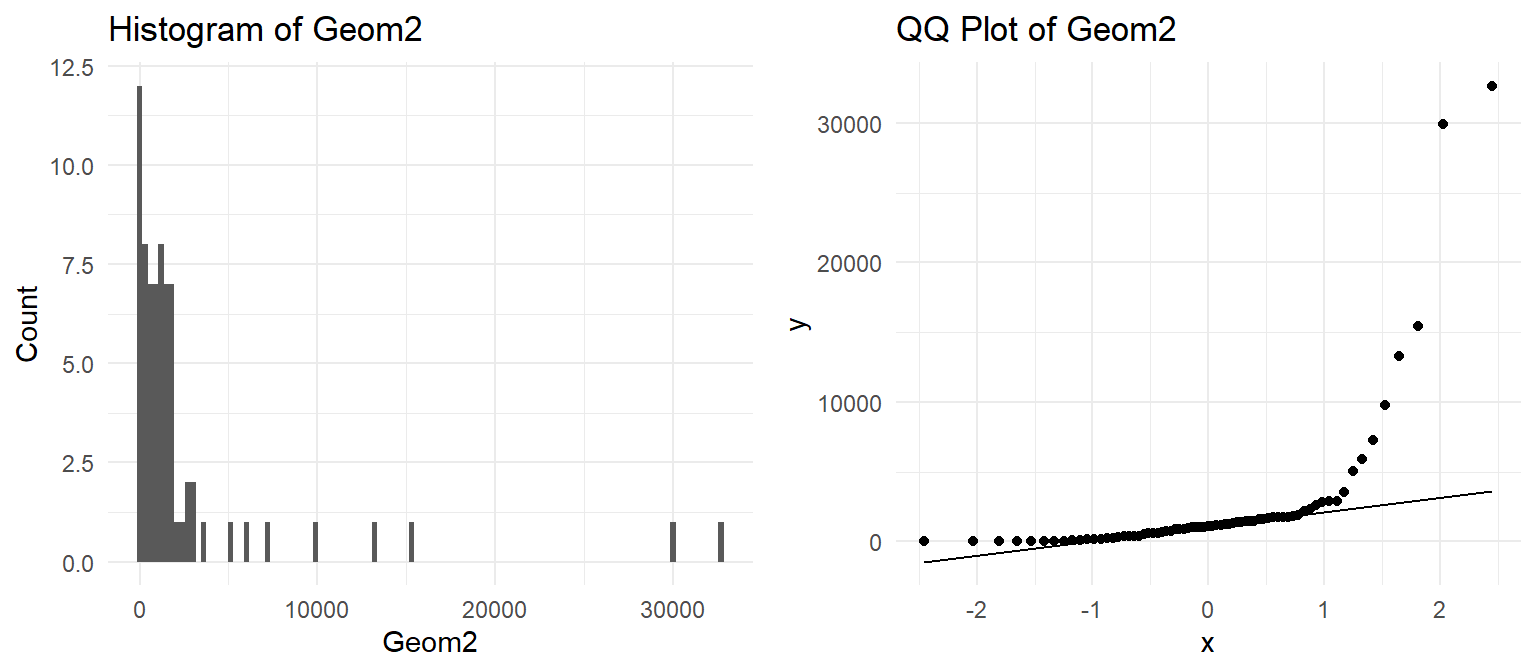 Histogram of Geom2
12.5
10.0
7.5
5.0
2.5
0.0
Count
0 10000 20000 30000
Geom2
QQ Plot of Geom2
30000
20000
10000
0
y
-2 -1 0 1 2
x